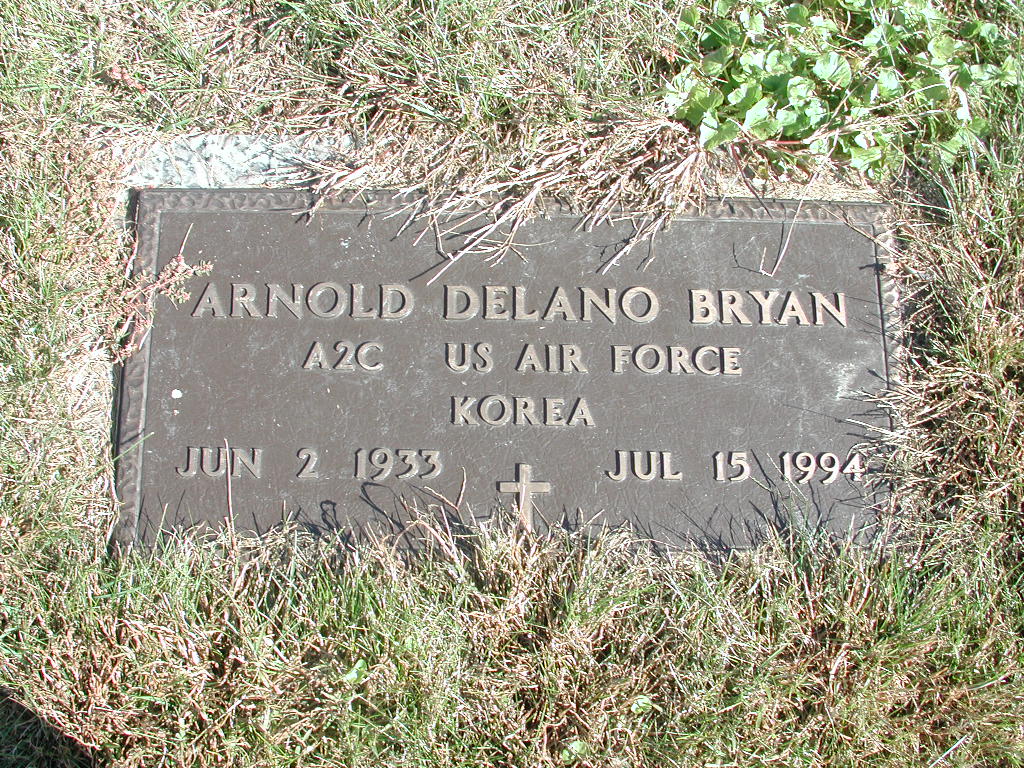 ARNOLD DELANO BRYAN
A2C US AIR FORCE
KOREA
JUN 2 1933 JUL 15 1994